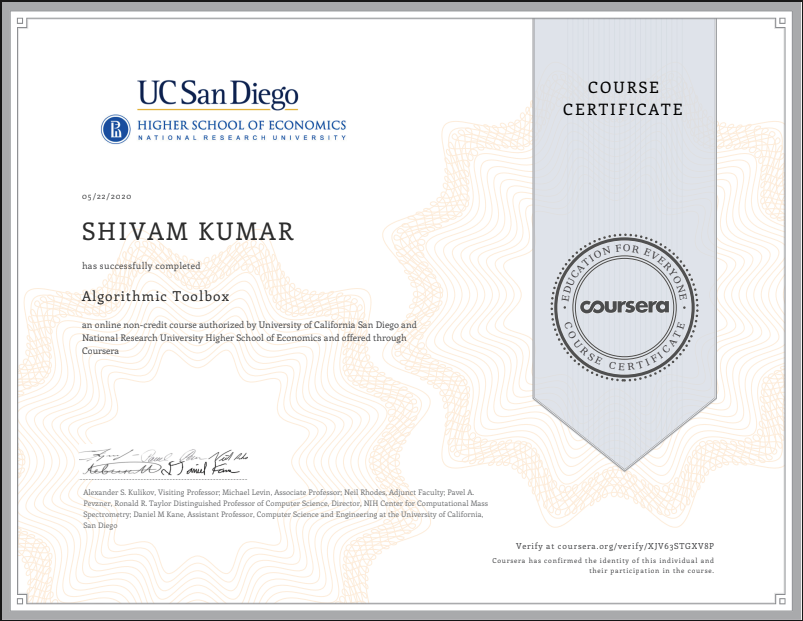 UC San Diego
HIGHER SCHOOL OF ECONOMICS
NATIONAL RESEARCH UNIVERSITY
COURSE
CERTIFICATE
05/22/2020
SHIVAM KUMAR
has successfully completed
Algorithmic Toolbox
an online non-credit course authorized by University of California San Diego and
National Research University Higher School of Economics and offered through
Coursera
EDUCATION FOR EVERYONE
coursera
COURSE CERTIFICATE
Alexander S. Kulikov, Visiting Professor; Michael Levin, Associate Professor; Neil Rhodes, Adjunct Faculty; Pavel A.
Pevzner, Ronald R. Taylor Distinguished Professor of Computer Science, Director, NIH Center for Computational Mass
Spectrometry; Daniel M Kane, Assistant Professor, Computer Science and Engineering at the University of California,
San Diego
Verify at coursera.org/verify/XJV63STGXV8P
Coursera has confirmed the identity of this individual and
their participation in the course.